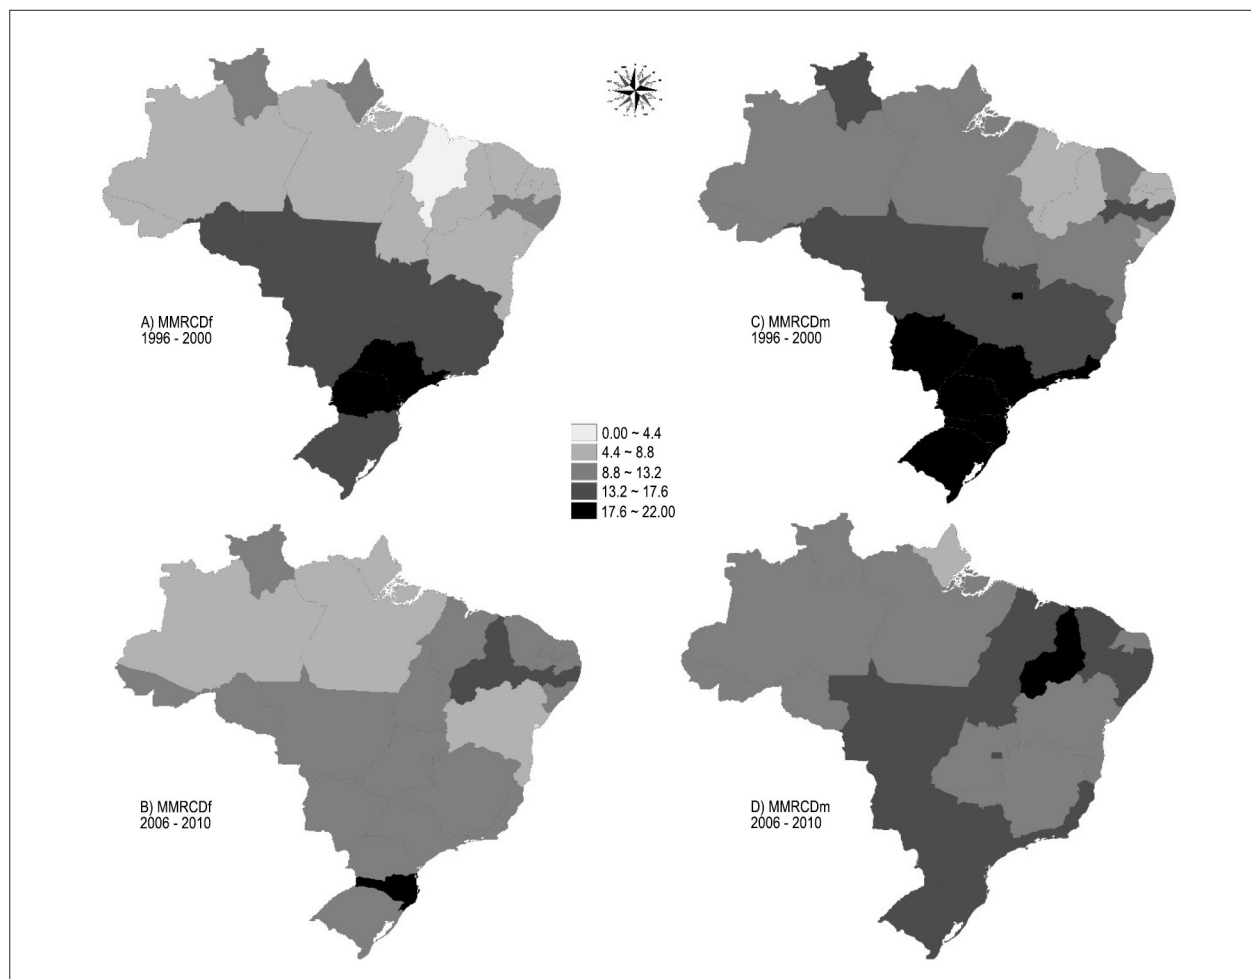 A) MMRCDf
1996 - 2000
C) MMRCDm
1996 - 2000
0.00 ~ 4.4
4.4 ~ 8.8
8.8 ~ 13.2
13.2 ~ 17.6
17.6 ~ 22.00
B) MMRCDf
2006 - 2010
D) MMRCDm
2006 - 2010